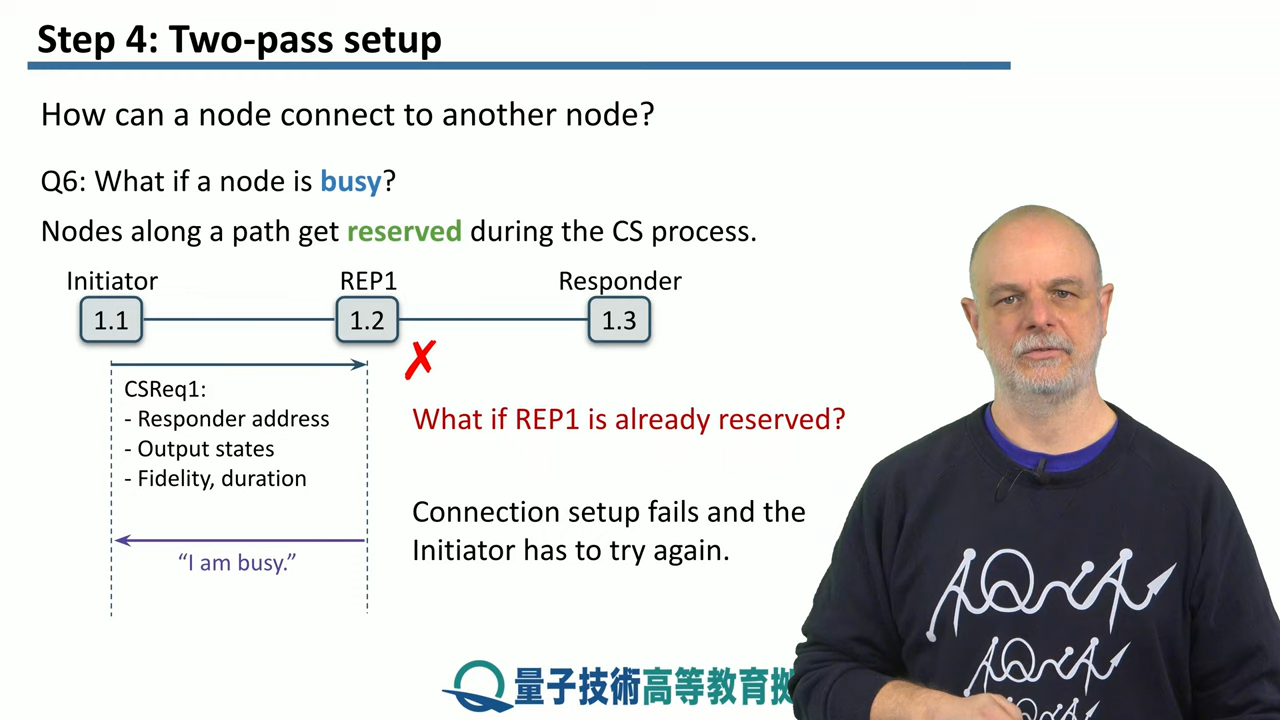 Step 4: Two-pass setup
How can a node connect to another node?
Q6: What if a node is busy?
Nodes along a path get reserved during the CS process.
Initiator
REP1
Responder
1.1
1.2
1.3
✗
CSReq1:
- Responder address
- Output states
- Fidelity, duration
What if REP1 is already reserved?
Connection setup fails and the
Initiator has to try again.
“I am busy.”
AQUA
AQUA
量子技術高等教育拠